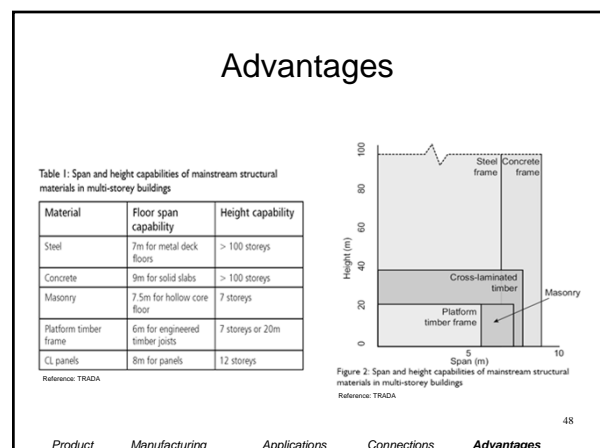 Advantages
Table 1: Span and height capabilities of mainstream structural
materials in multi-storey buildings
Material Floor span capability Height capability
Steel 7m for metal deck floors > 100 storeys
Concrete 9m for solid slabs > 100 storeys
Masonry 7.5m for hollow core floor 7 storeys
Platform timber frame 6m for engineered timber joists 7 storeys or 20m
CL panels 8m for panels 12 storeys
Reference: TRADA
100
80
60
40
20
0
Height (m)
Steel frame
Concrete frame
Cross-laminated
timber
Masonry
Platform
timber frame
5
10
Span (m)
Figure 2: Span and height capabilities of mainstream structural
materials in multi-storey buildings
Reference: TRADA
48
Product Manufacturing Applications Connections Advantages